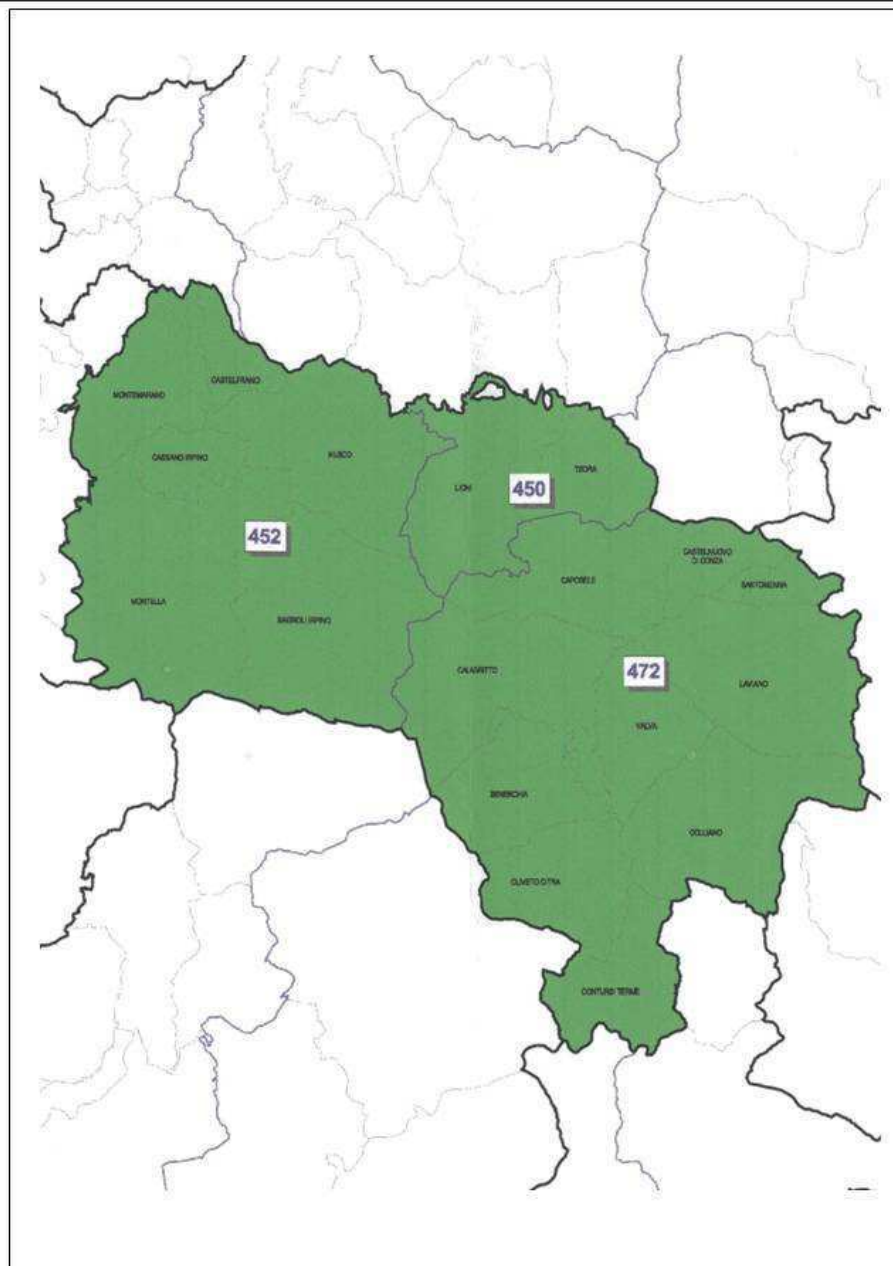 CASTELFRANCI
MONTEMARANO
CASSANO IRPINO
NUSCO
LIONI
TEORA
450
452
CASTELNUOVO
DI CONZA
CAPOSELE
SANTOMENNA
MONTELLA
BAGNOLI IRPINO
CALABRITTO
472
LAVIANO
VALVA
SENERCHIA
COLLIANO
OLIVETO CITRA
CONTURSI TERME